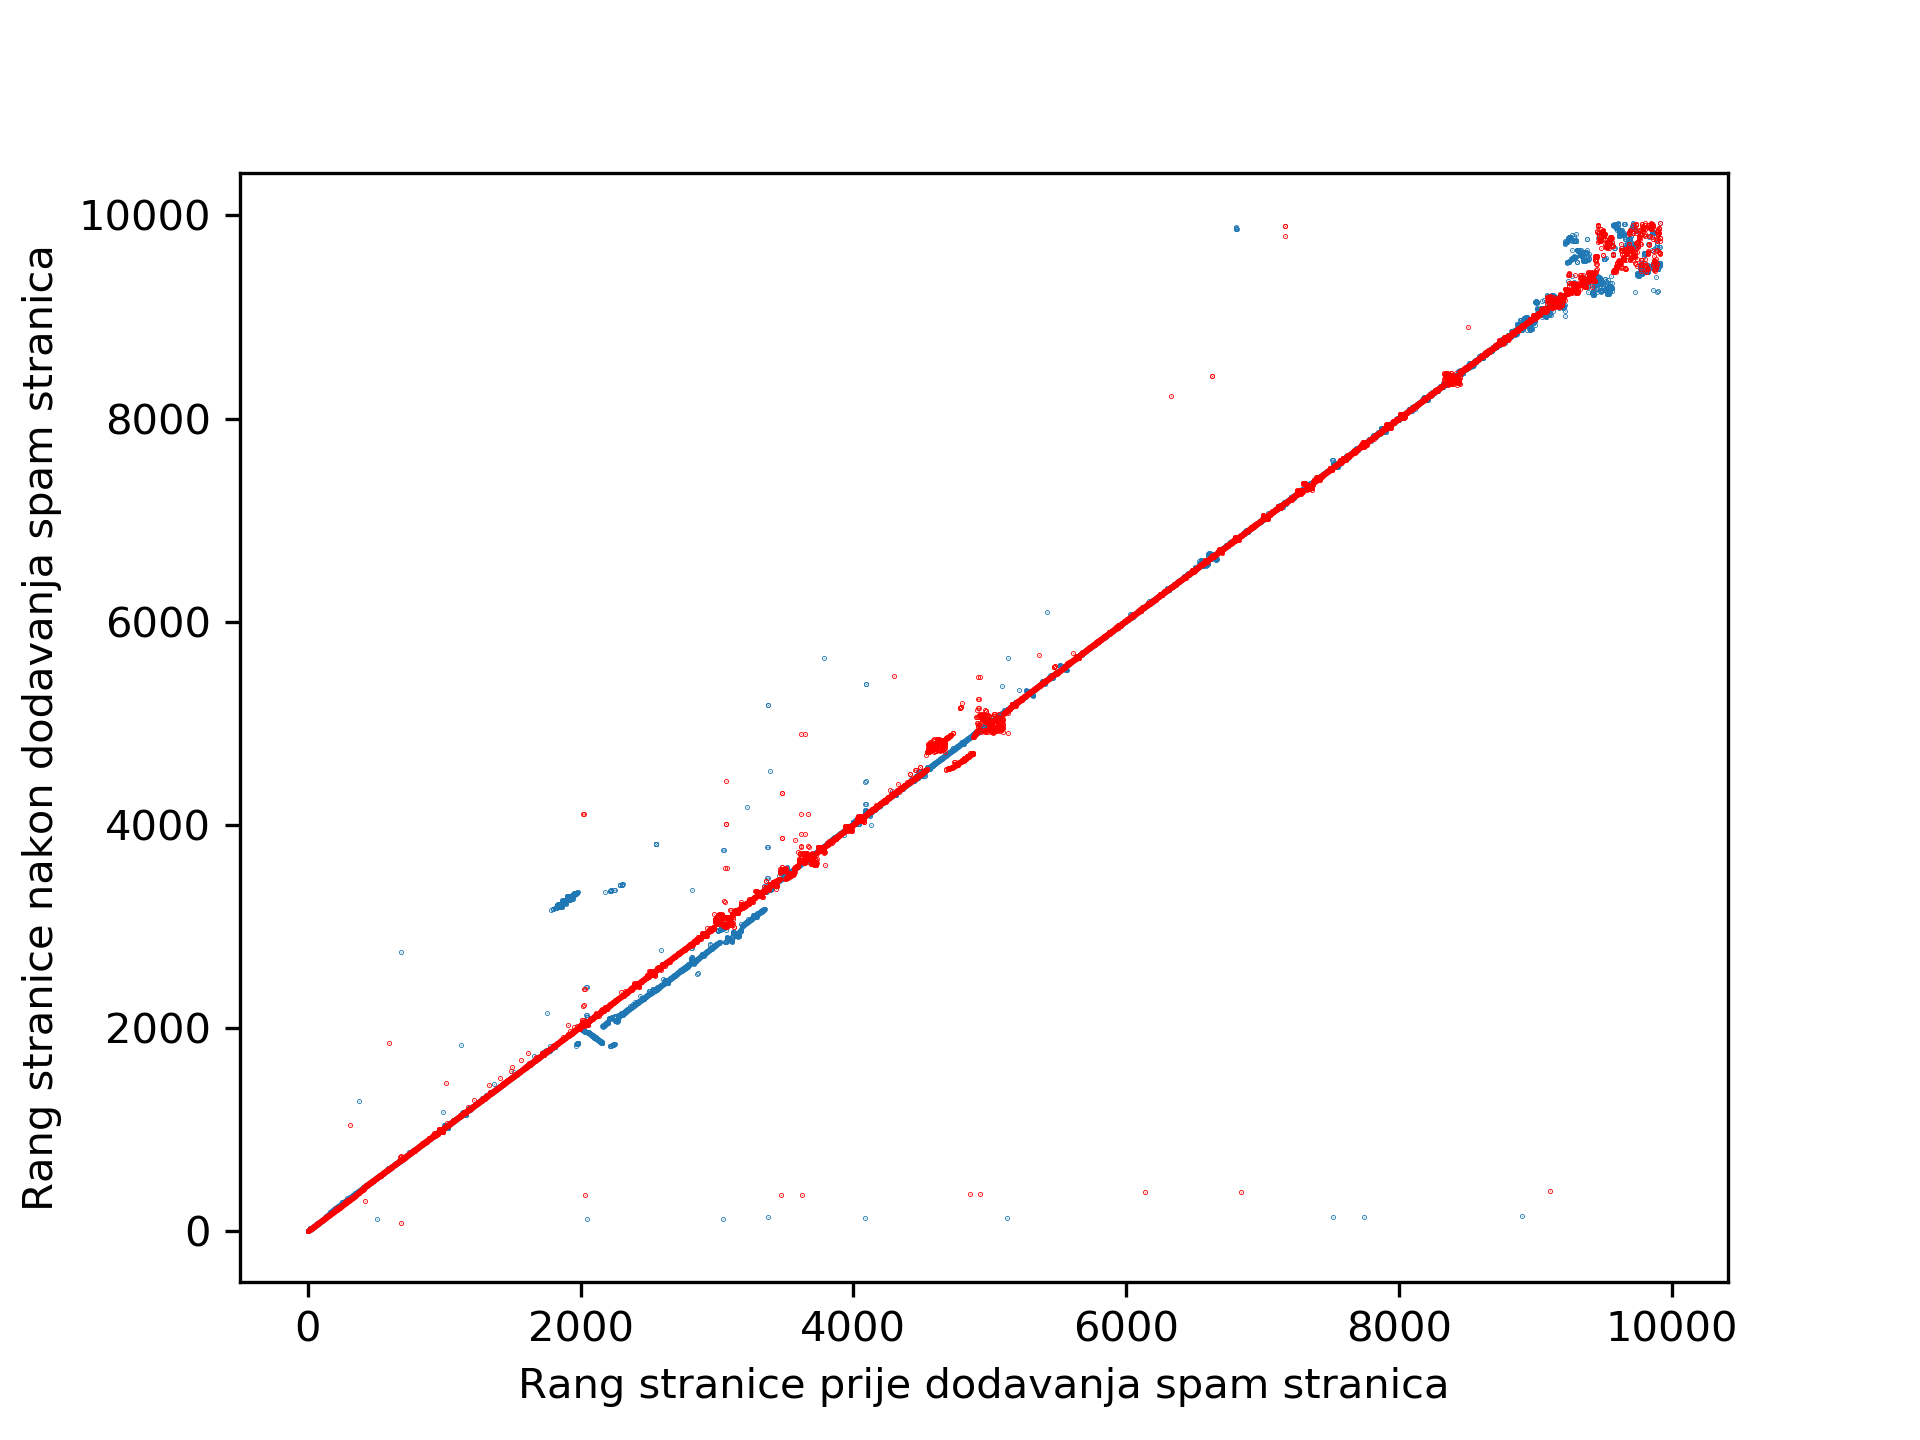 Rang stranice nakon dodavanja spam stranica
10000
8000
6000
4000
2000
0
0 2000 4000 6000 8000 10000
Rang stranice prije dodavanja spam stranica